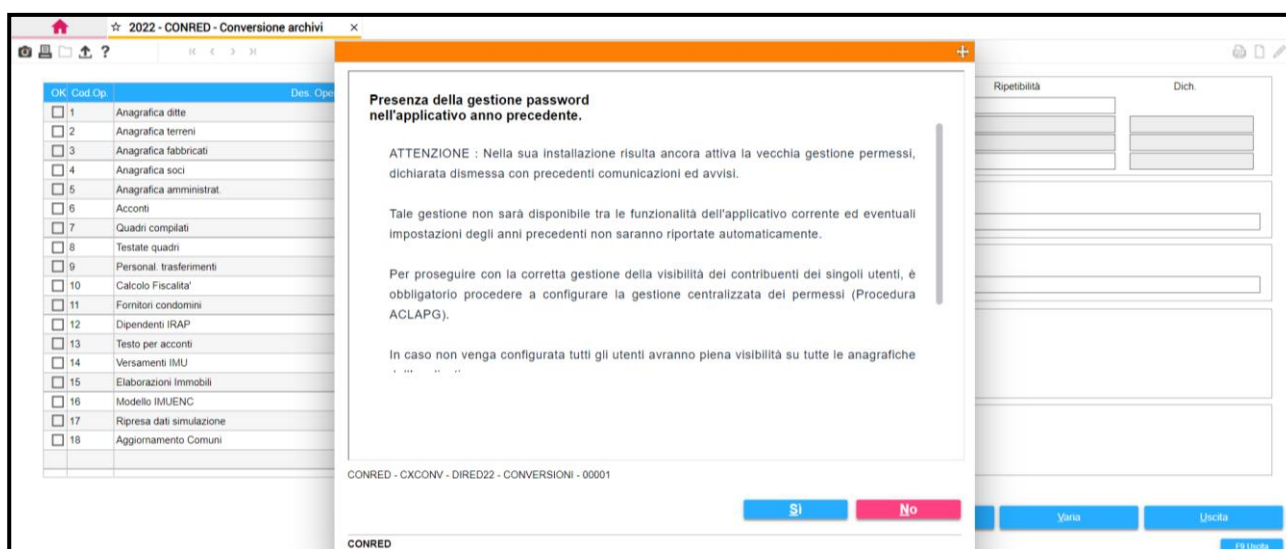 2022 - CONRED - Conversione archivi
OK Cod.Op. Des. Ope
1 Anagrafica ditte
2 Anagrafica terreni
3 Anagrafica fabbricati
4 Anagrafica soci
5 Anagrafica amministrat.
6 Acconti
7 Quadri compilati
8 Testate quadri
9 Personal. trasferimenti
10 Calcolo Fiscalita'
11 Fornitori condomini
12 Dipendenti IRAP
13 Testo per acconti
14 Versamenti IMU
15 Elaborazioni Immobili
16 Modello IMUENC
17 Ripresa dati simulazione
18 Aggiornamento Comuni
Presenza della gestione password
nell'applicativo anno precedente.
ATTENZIONE : Nella sua installazione risulta ancora attiva la vecchia gestione permessi,
dichiarata dismessa con precedenti comunicazioni ed avvisi.
Tale gestione non sarà disponibile tra le funzionalità dell'applicativo corrente ed eventuali
impostazioni degli anni precedenti non saranno riportate automaticamente.
Per proseguire con la corretta gestione della visibilità dei contribuenti dei singoli utenti, è
obbligatorio procedere a configurare la gestione centralizzata dei permessi (Procedura
ACLAPG).
In caso non venga configurata tutti gli utenti avranno piena visibilità su tutte le anagrafiche
CONRED - CXCONV - DIRED22 - CONVERSIONI - 00001
Sì
No
CONRED
Ripetibilità
Dich.
Varia
Uscita
F9 Uscita